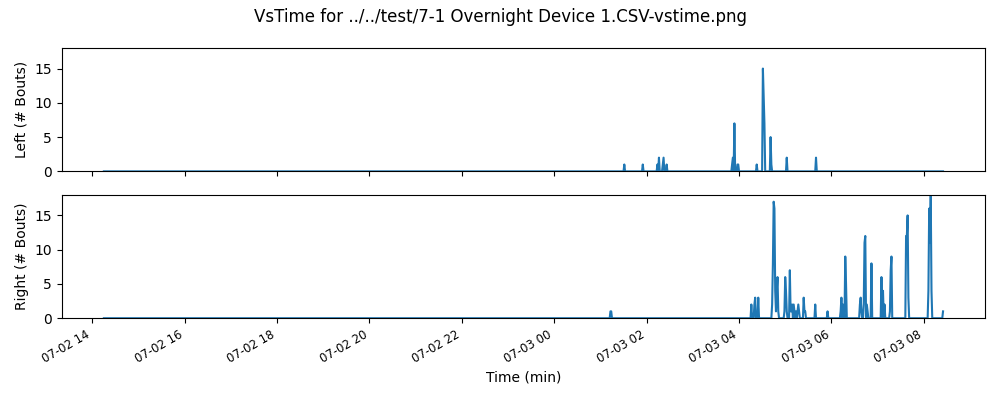 VsTime for ../../test/7-1 Overnight Device 1.CSV-vstime.png
Left (# Bouts)
15
10
5
0
Right (# Bouts)
15
10
5
0
07-02 14 07-02 16 07-02 18 07-02 20 07-02 22 07-03 00 07-03 02 07-03 04 07-03 06 07-03 08
Time (min)